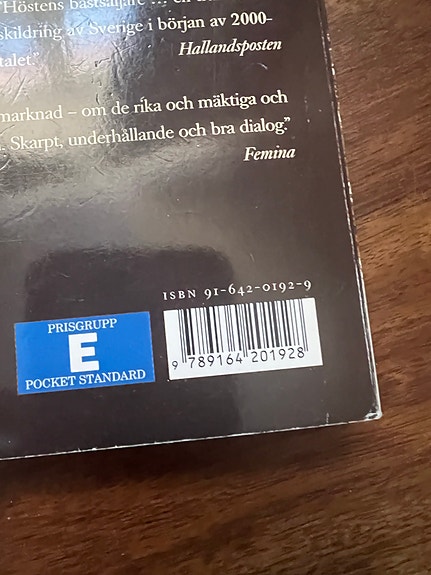 "Höstens bästsäljare … en
skildring av Sverige i början av 2000-
talet."
Hallandsposten
marknad – om de rika och mäktiga och
Skarpt, underhållande och bra dialog."
Femina
ISBN 91-642-0192-9
PRISGRUPP
E
POCKET STANDARD
9 789164 201928